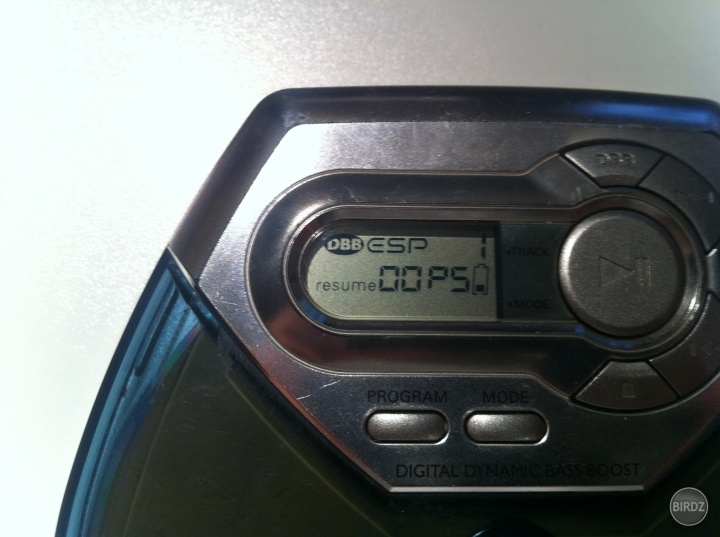 DBB
DBB ESP 1
TRACK
resume OOPS
MODE
PROGRAM MODE
DIGITAL DYNAMIC BASS BOOST
BIRDZ